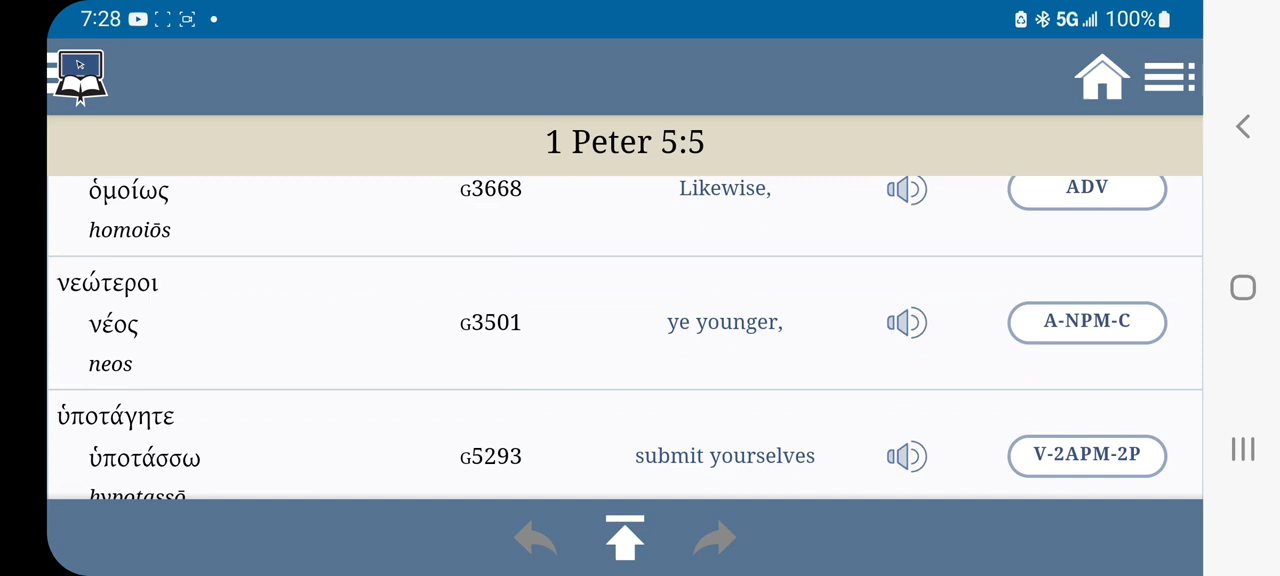 7:28 5G 100%
1 Peter 5:5
ὁμοίως G3668 Likewise, ADV
homoiōs
νεώτεροι
νέος G3501 ye younger, A-NPM-C
neos
ὑποτάγητε
ὑποτάσσω G5293 submit yourselves V-2APM-2P
hypotassō